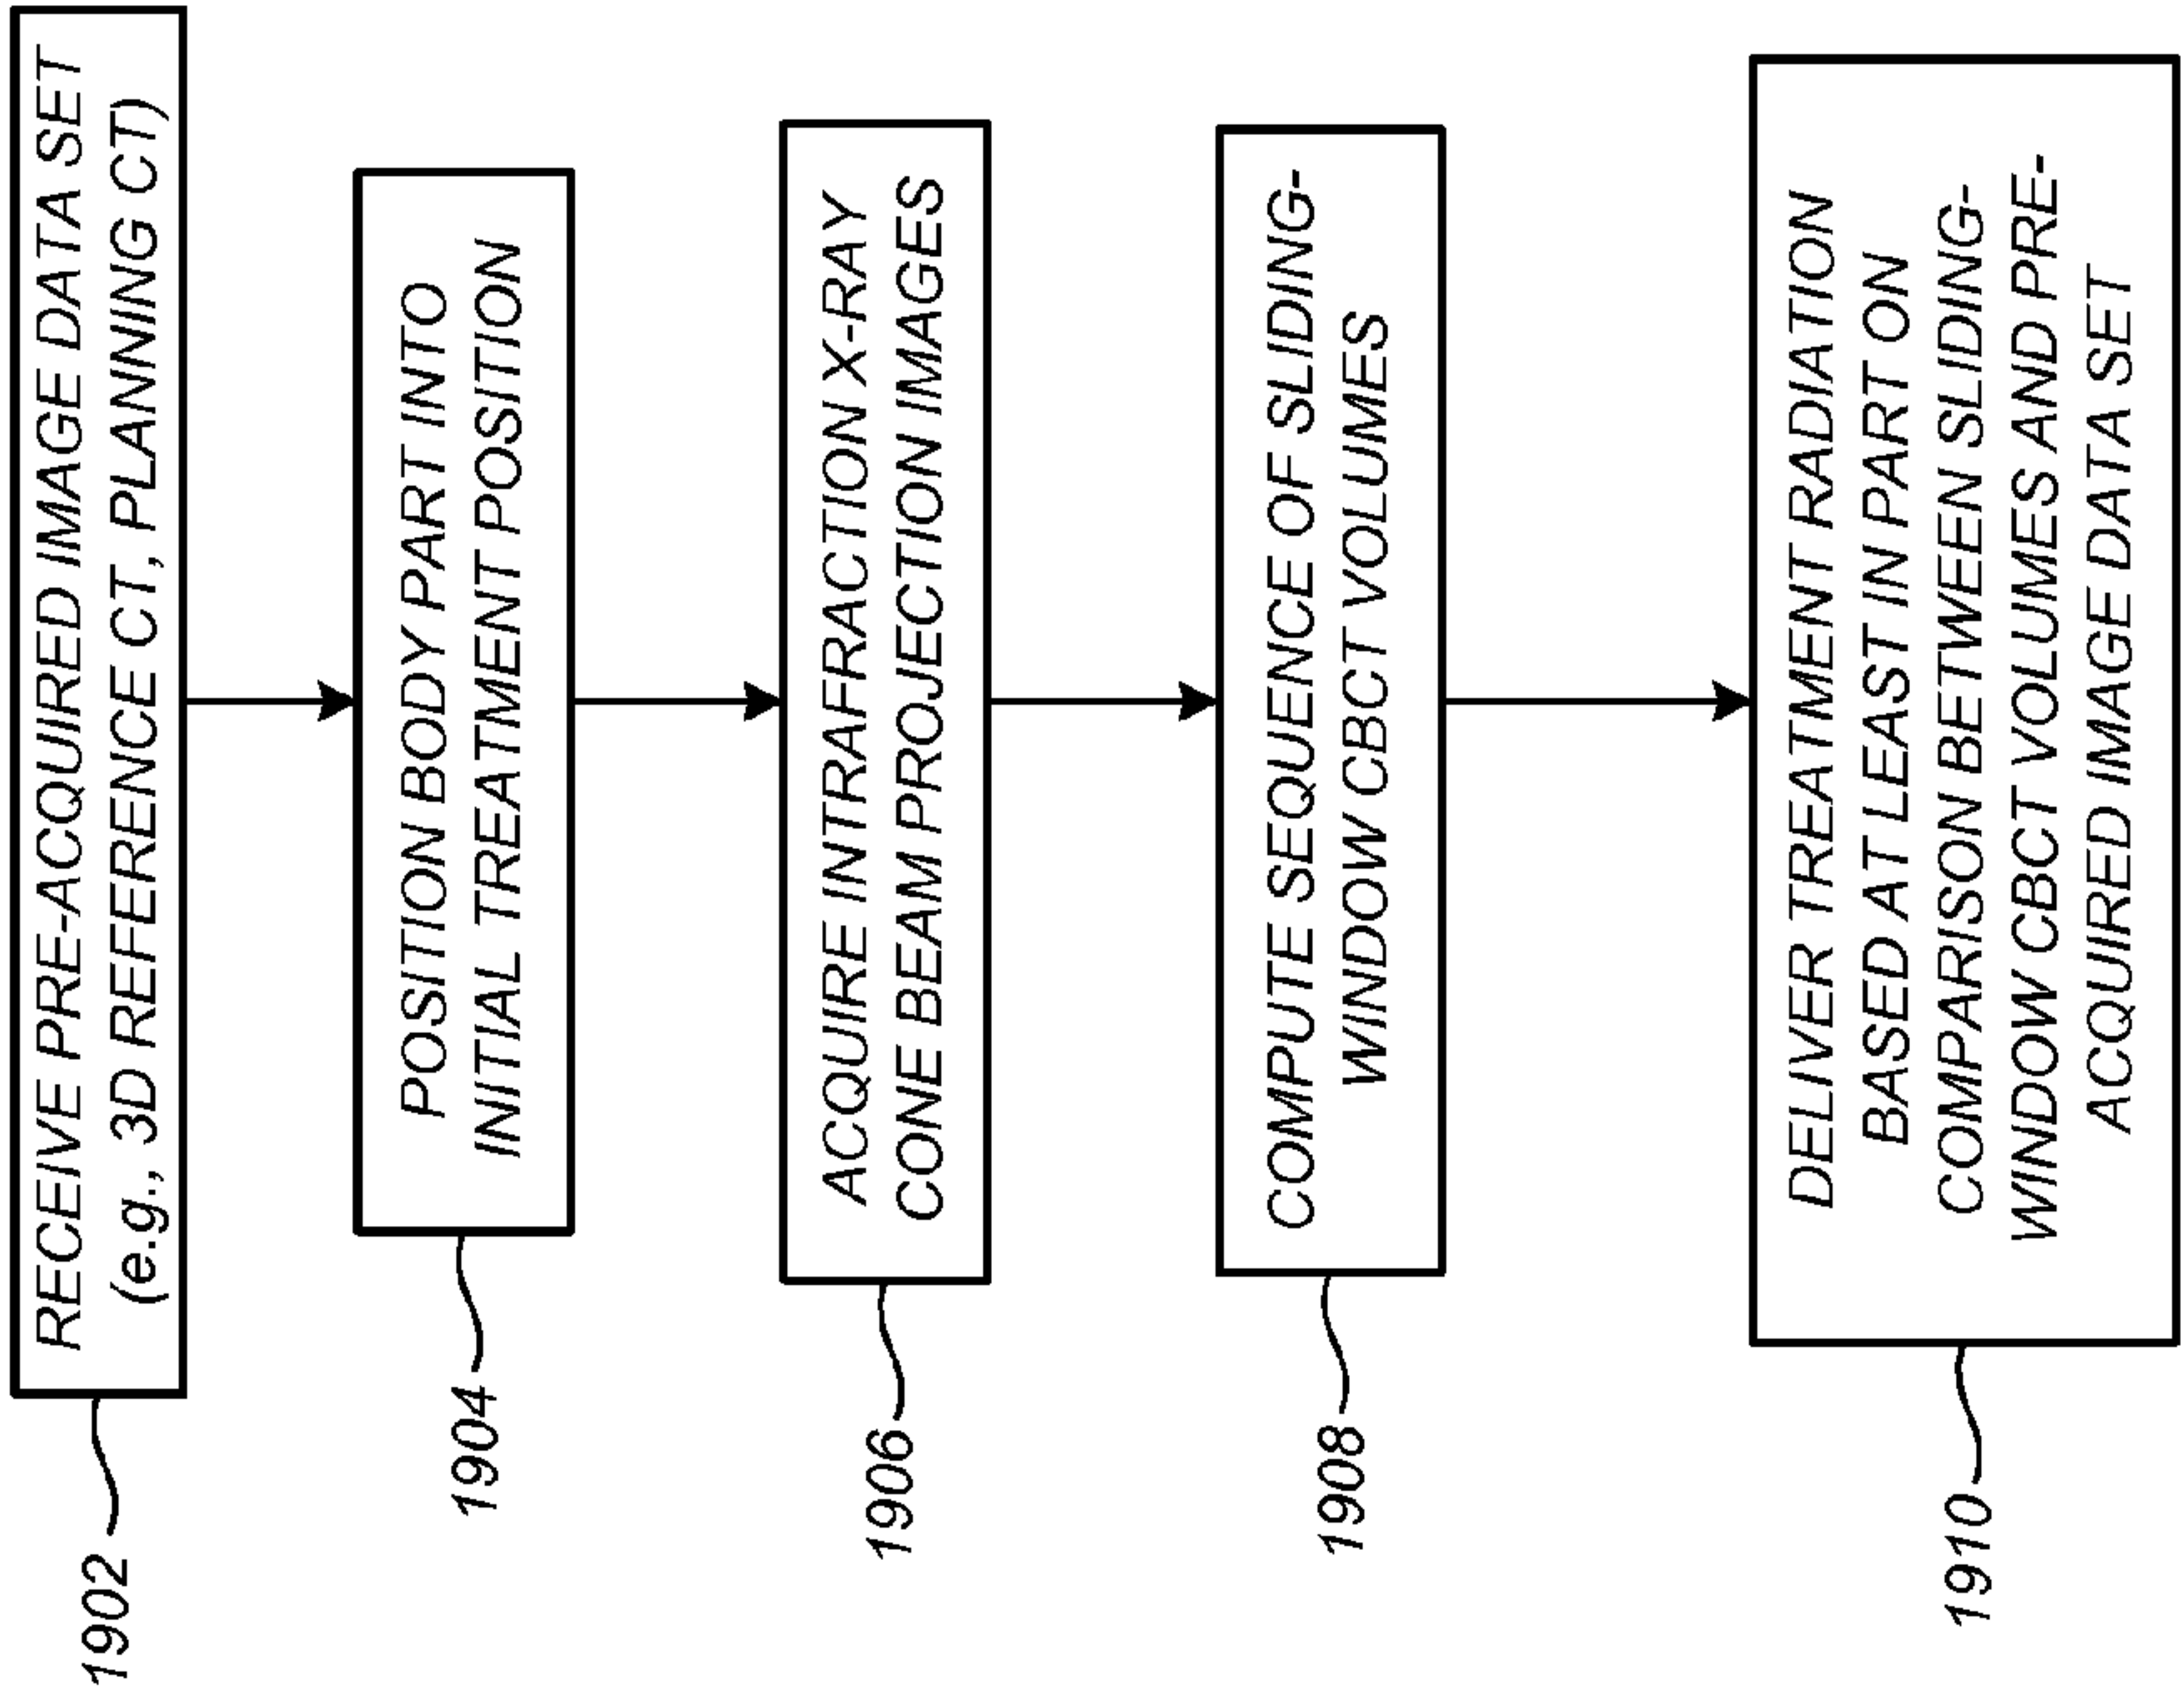 RECEIVE PRE-ACQUIRED IMAGE DATA SET
(e.g., 3D REFERENCE CT, PLANNING CT)
1902
POSITION BODY PART INTO
INITIAL TREATMENT POSITION
1904
ACQUIRE INTRAFRACTION X-RAY
CONE BEAM PROJECTION IMAGES
1906
COMPUTE SEQUENCE OF SLIDING-
WINDOW CBCT VOLUMES
1908
DELIVER TREATMENT RADIATION
BASED AT LEAST IN PART ON
COMPARISON BETWEEN SLIDING-
WINDOW CBCT VOLUMES AND PRE-
ACQUIRED IMAGE DATA SET
1910